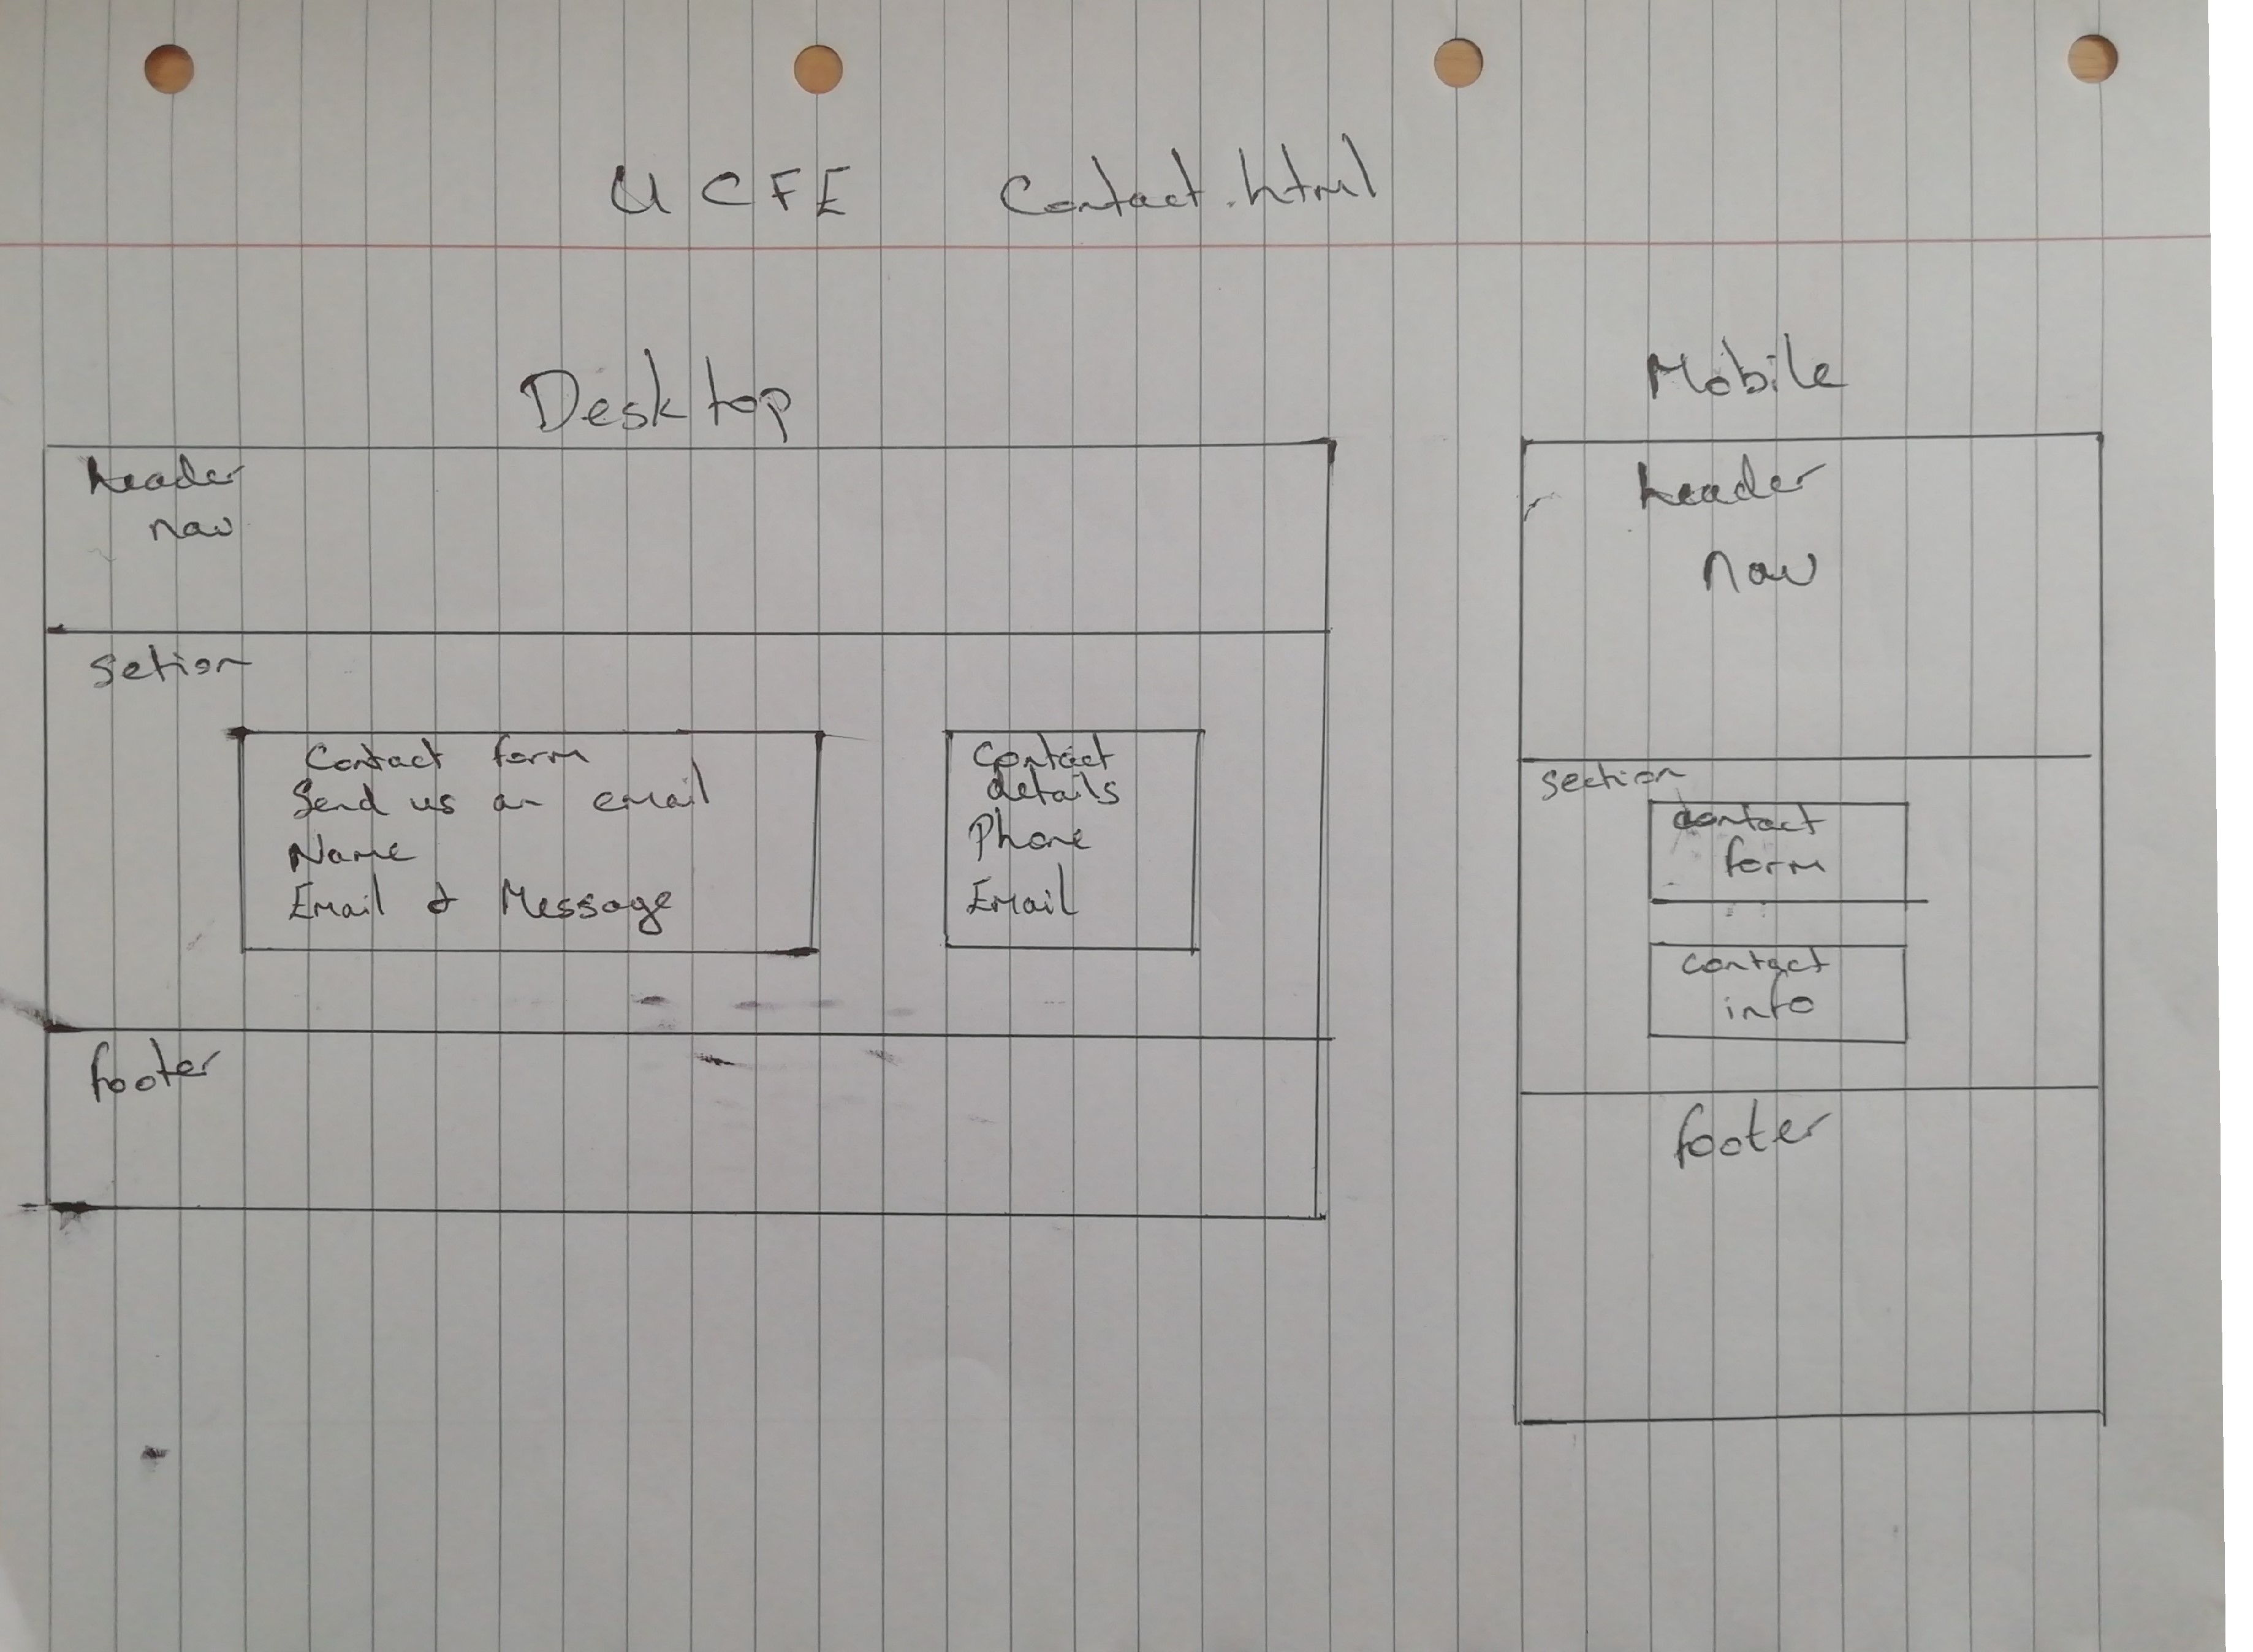 UCFE Contact.html
Desktop
header
nav
setion
Contact form
Send us an email
Name
Email & Message
Contact
details
Phone
Email
footer
Mobile
header
nav
section
contact
form
contact
info
footer